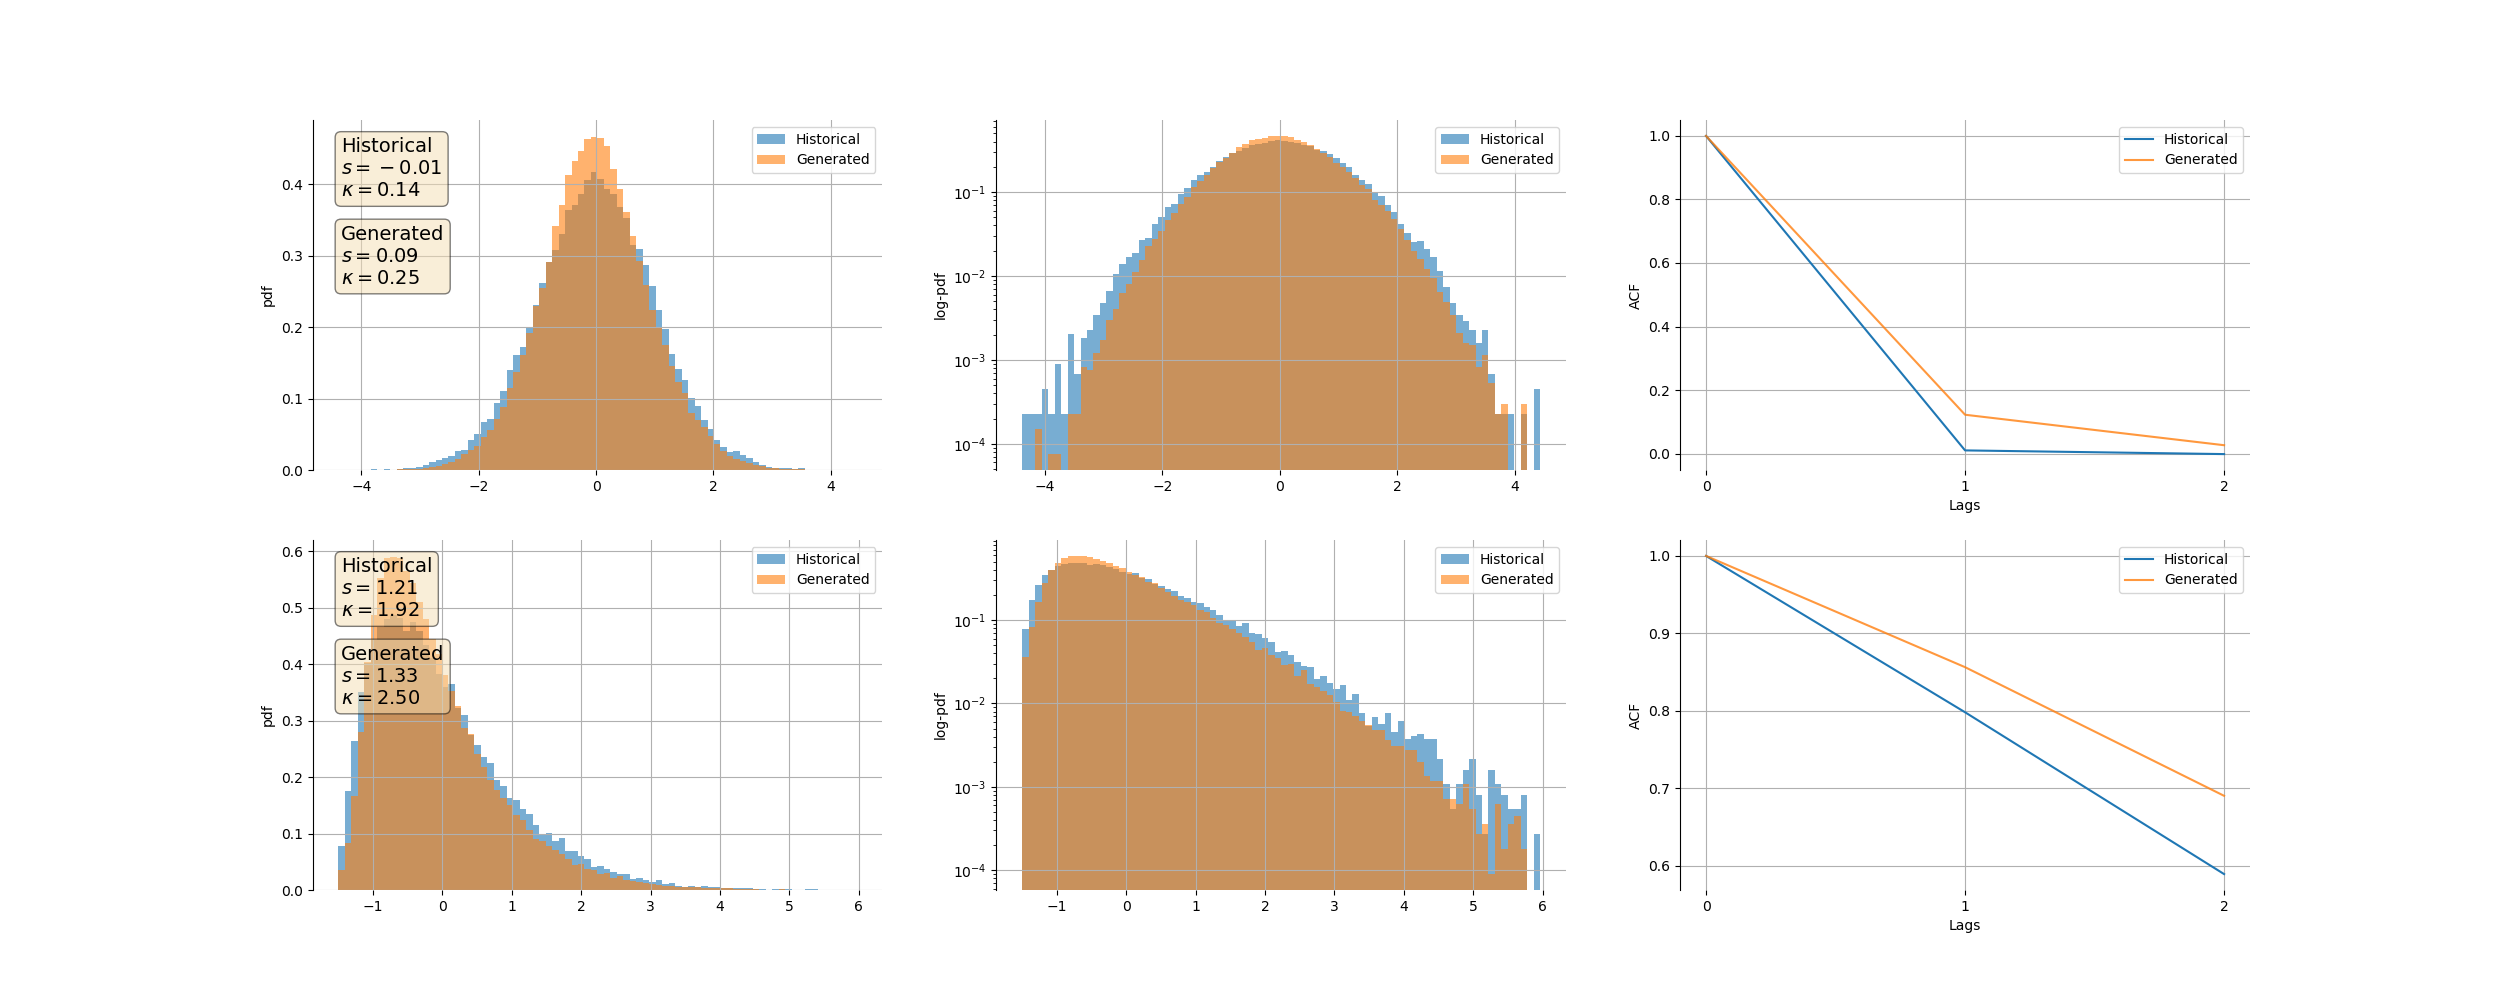 Historical
s = −0.01
κ = 0.14
Generated
s = 0.09
κ = 0.25
Historical
Generated
pdf
0.4
0.3
0.2
0.1
0.0
−4 −2 0 2 4
Historical
Generated
log-pdf
10⁻¹
10⁻²
10⁻³
10⁻⁴
−4 −2 0 2 4
Historical
Generated
ACF
1.0
0.8
0.6
0.4
0.2
0.0
0 1 2
Lags
Historical
s = 1.21
κ = 1.92
Generated
s = 1.33
κ = 2.50
Historical
Generated
pdf
0.6
0.5
0.4
0.3
0.2
0.1
0.0
−1 0 1 2 3 4 5 6
Historical
Generated
log-pdf
10⁻¹
10⁻²
10⁻³
10⁻⁴
−1 0 1 2 3 4 5 6
Historical
Generated
ACF
1.0
0.9
0.8
0.7
0.6
0 1 2
Lags